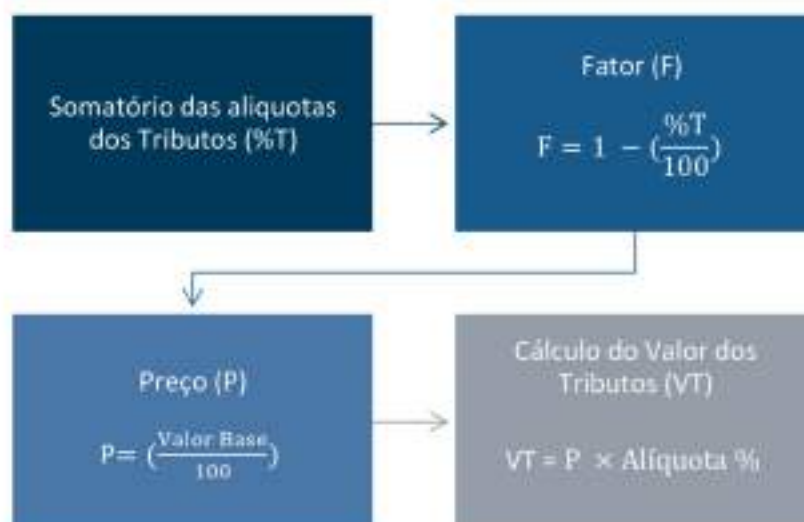 Somatório das aliquotas
dos Tributos (%T)
Fator (F)
F = 1 − (%T/100)
Preço (P)
P= (Valor Base/100)
Cálculo do Valor dos
Tributos (VT)
VT = P × Alíquota %